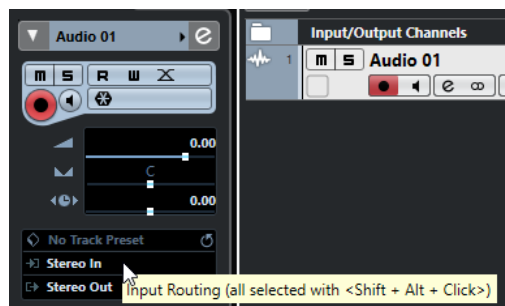 Audio 01
m S R W
0.00
C
0.00
No Track Preset
Stereo In
Stereo Out
Input/Output Channels
1 m S Audio 01
e
Input Routing (all selected with <Shift + Alt + Click>)